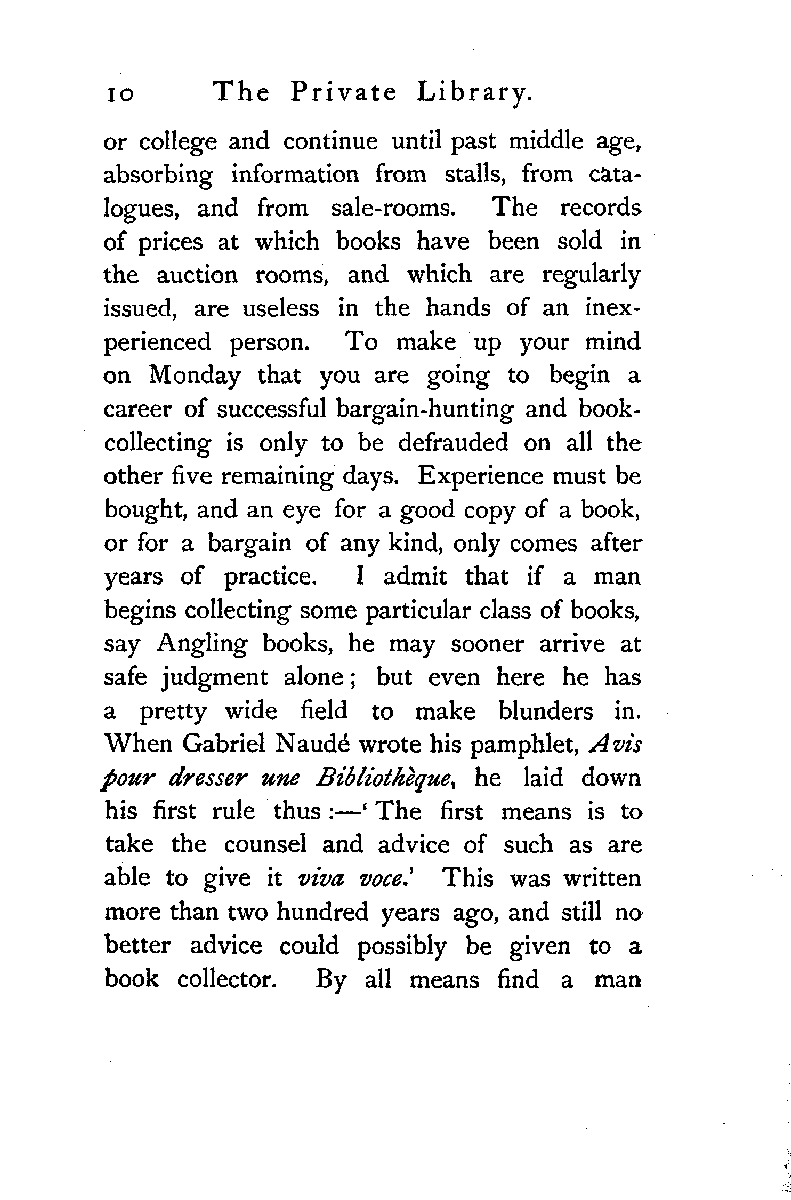 10 The Private Library.
or college and continue until past middle age,
absorbing information from stalls, from cata-
logues, and from sale-rooms. The records
of prices at which books have been sold in
the auction rooms, and which are regularly
issued, are useless in the hands of an inex-
perienced person. To make up your mind
on Monday that you are going to begin a
career of successful bargain-hunting and book-
collecting is only to be defrauded on all the
other five remaining days. Experience must be
bought, and an eye for a good copy of a book,
or for a bargain of any kind, only comes after
years of practice. I admit that if a man
begins collecting some particular class of books,
say Angling books, he may sooner arrive at
safe judgment alone; but even here he has
a pretty wide field to make blunders in.
When Gabriel Naudé wrote his pamphlet, Avis
pour dresser une Bibliothèque, he laid down
his first rule thus:—‘The first means is to
take the counsel and advice of such as are
able to give it viva voce.’ This was written
more than two hundred years ago, and still no
better advice could possibly be given to a
book collector. By all means find a man